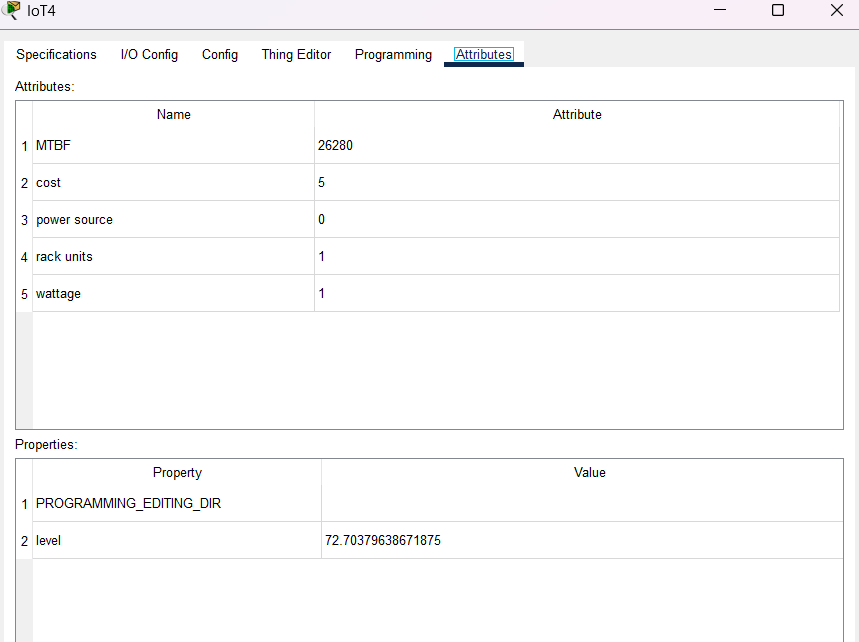 IoT4
Specifications I/O Config Config Thing Editor Programming Attributes
Attributes:
Name Attribute
1 MTBF 26280
2 cost 5
3 power source 0
4 rack units 1
5 wattage 1
Properties:
Property Value
1 PROGRAMMING_EDITING_DIR
2 level 72.70379638671875